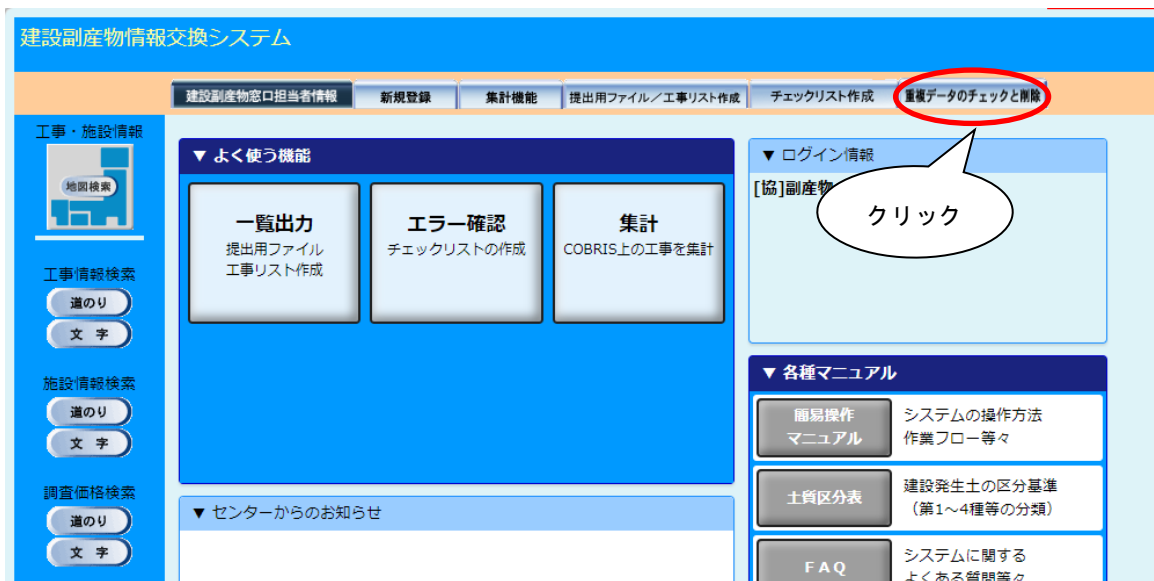 建設副産物情報交換システム
建設副産物窓口担当者情報
新規登録
集計機能
提出用ファイル／工事リスト作成
チェックリスト作成
重複データのチェックと削除
工事・施設情報
地図検索
工事情報検索
道のり
文 字
施設情報検索
道のり
文 字
調査価格検索
道のり
文 字
▼ よく使う機能
一覧出力
提出用ファイル
工事リスト作成
エラー確認
チェックリストの作成
集計
COBRIS上の工事を集計
▼ センターからのお知らせ
▼ ログイン情報
[協]副産物
クリック
▼ 各種マニュアル
簡易操作
マニュアル
システムの操作方法
作業フロー等々
土質区分表
建設発生土の区分基準
（第1～4種等の分類）
ＦＡＱ
システムに関する
よくある質問等々